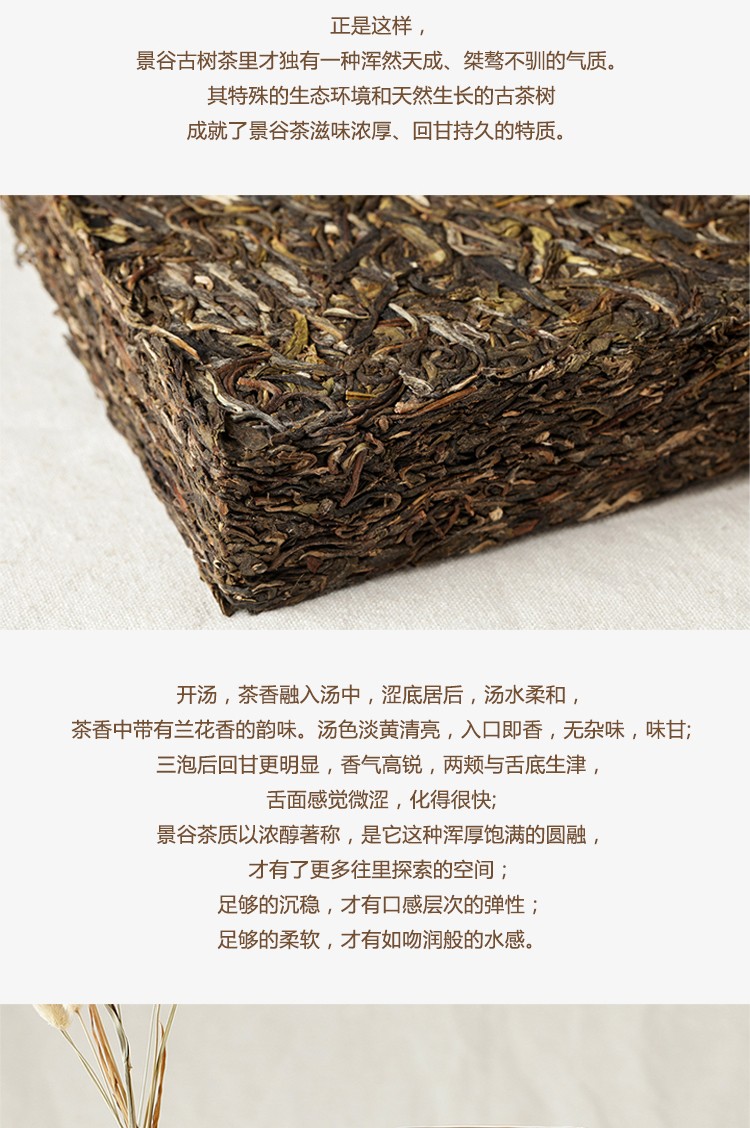 正是这样，
景谷古树茶里才独有一种浑然天成、桀骜不驯的气质。
其特殊的生态环境和天然生长的古茶树
成就了景谷茶滋味浓厚、回甘持久的特质。
开汤，茶香融入汤中，涩底居后，汤水柔和，
茶香中带有兰花香的韵味。汤色淡黄清亮，入口即香，无杂味，味甘;
三泡后回甘更明显，香气高锐，两颊与舌底生津，
舌面感觉微涩，化得很快;
景谷茶质以浓醇著称，是它这种浑厚饱满的圆融，
才有了更多往里探索的空间；
足够的沉稳，才有口感层次的弹性；
足够的柔软，才有如吻润般的水感。